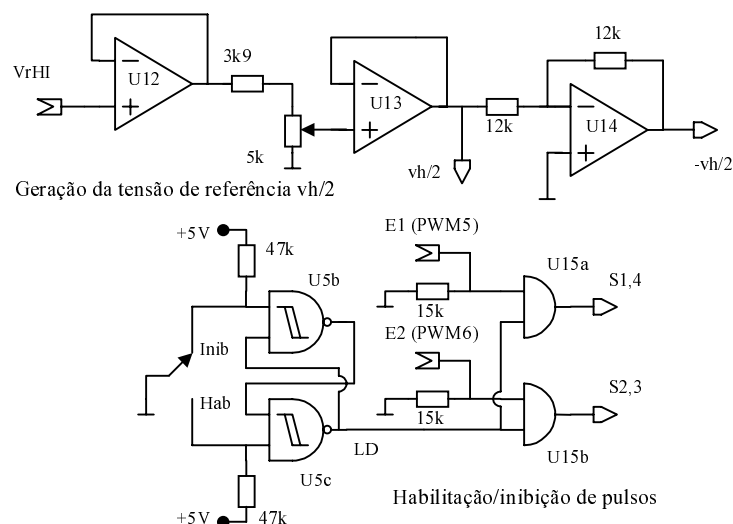 VrHI
U12
3k9
5k
U13
vh/2
12k
12k
U14
-vh/2
Geração da tensão de referência vh/2
+5V
47k
U5b
Inib
Hab
U5c
+5V
47k
LD
E1 (PWM5)
15k
U15a
S1,4
E2 (PWM6)
15k
U15b
S2,3
Habilitação/inibição de pulsos